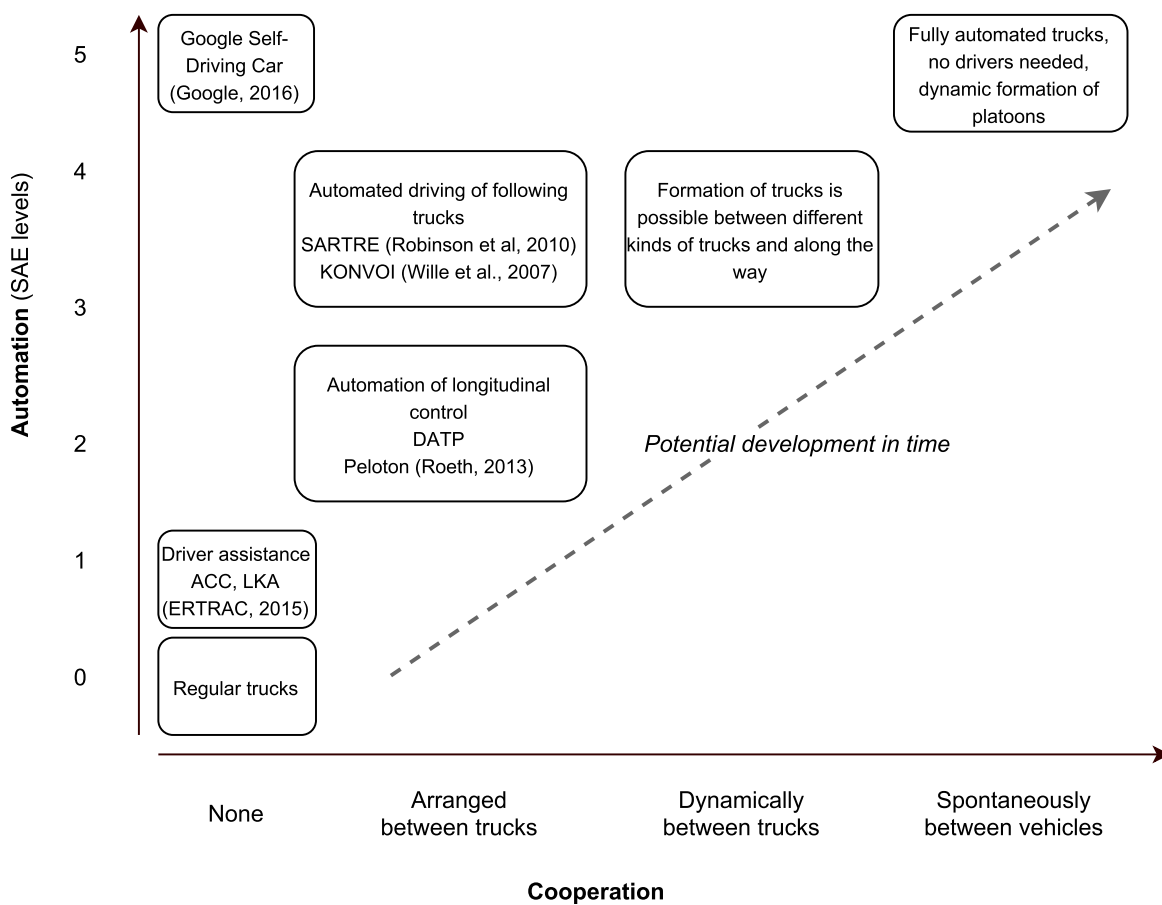 5
Google Self-
Driving Car
(Google, 2016)
Fully automated trucks,
no drivers needed,
dynamic formation of
platoons
4
Automated driving of following
trucks
SARTRE (Robinson et al, 2010)
KONVOI (Wille et al., 2007)
Formation of trucks is
possible between different
kinds of trucks and along the
way
Automation (SAE levels)
3
Automation of longitudinal
control
DATP
Peloton (Roeth, 2013)
2
Potential development in time
1
Driver assistance
ACC, LKA
(ERTRAC, 2015)
0
Regular trucks
None
Arranged
between trucks
Dynamically
between trucks
Spontaneously
between vehicles
Cooperation